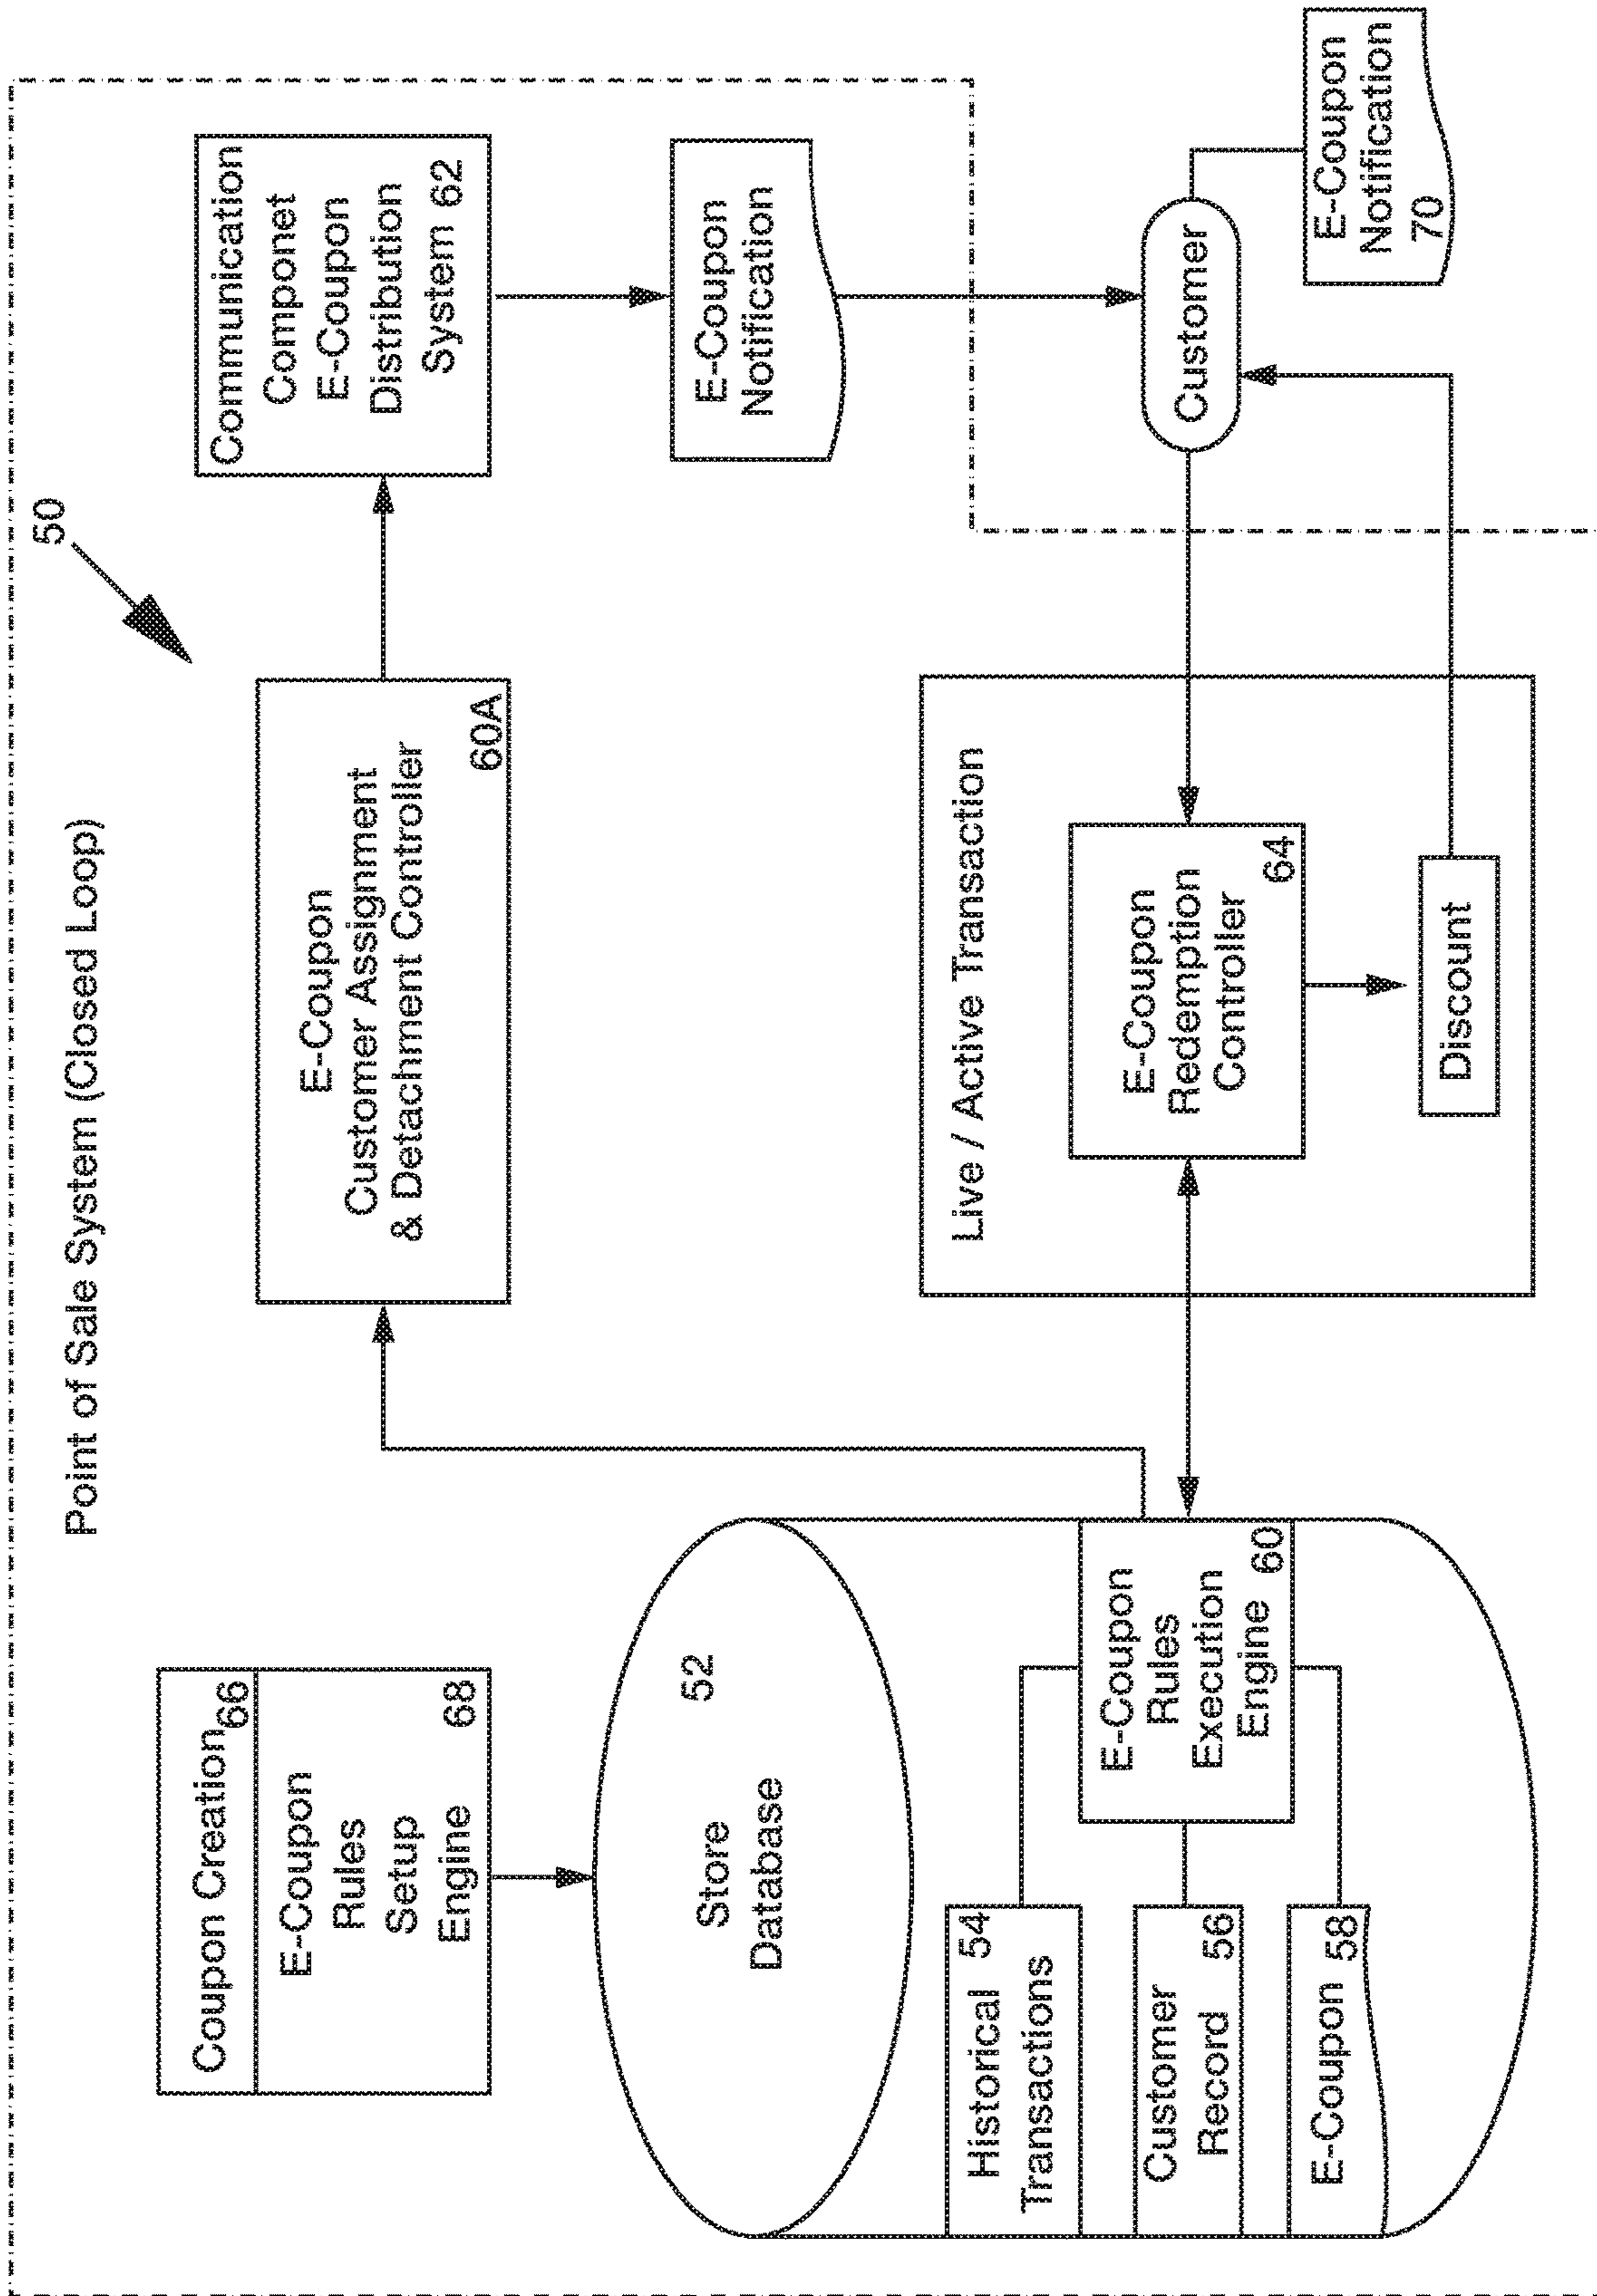 Point of Sale System (Closed Loop)
50
Coupon Creation
66
E-Coupon
Rules
Setup
Engine 68
52
Store
Database
Historical 54
Transactions
Customer
Record 56
E-Coupon 58
E-Coupon
Rules
Execution
Engine 60
E-Coupon
Customer Assignment
& Detachment Controller
60A
Communication
Componet
E-Coupon
Distribution
System 62
E-Coupon
Notification
Live / Active Transaction
E-Coupon
Redemption
Controller
64
Discount
Customer
E-Coupon
Notification
70